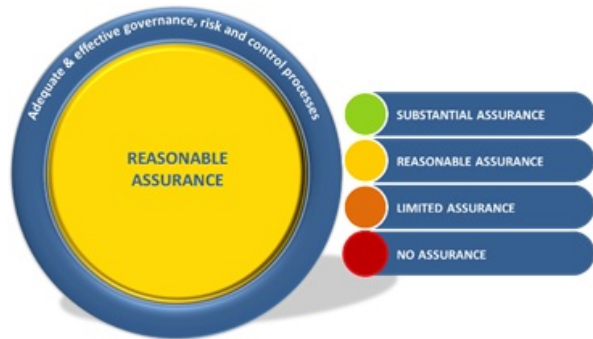 Adequate & effective governance, risk and control processes
REASONABLE
ASSURANCE
SUBSTANTIAL ASSURANCE
REASONABLE ASSURANCE
LIMITED ASSURANCE
NO ASSURANCE